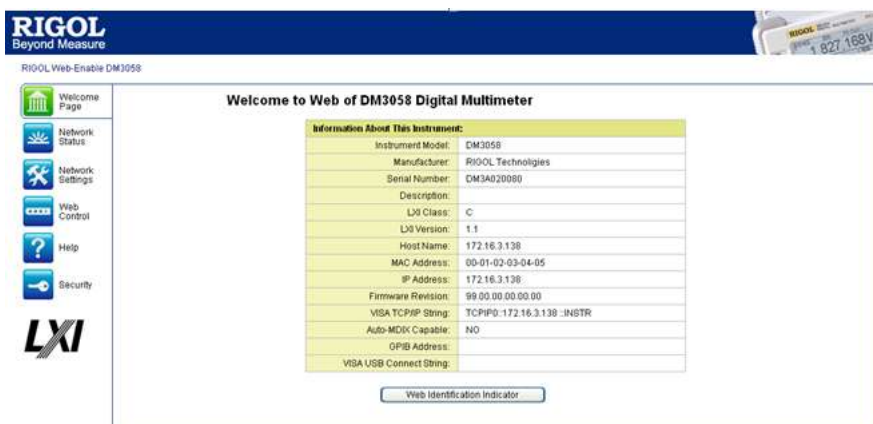 RIGOL
Beyond Measure
RIGOL
1.827,168V
RIGOL Web-Enable DM3058
Welcome Page
Network Status
Network Settings
Web Control
Help
Security
LXI
Welcome to Web of DM3058 Digital Multimeter
Information About This Instrument:
Instrument Model: DM3058
Manufacturer: RIGOL Technoligies
Serial Number: DM3A020080
Description:
LXI Class: C
LXI Version: 1.1
Host Name: 172.16.3.138
MAC Address: 00-01-02-03-04-05
IP Address: 172.16.3.138
Firmware Revision: 99.00.00.00.00.00
VISA TCP/IP String: TCPIP0::172.16.3.138 ::INSTR
Auto-MDIX Capable: NO
GPIB Address:
VISA USB Connect String:
Web Identification Indicator